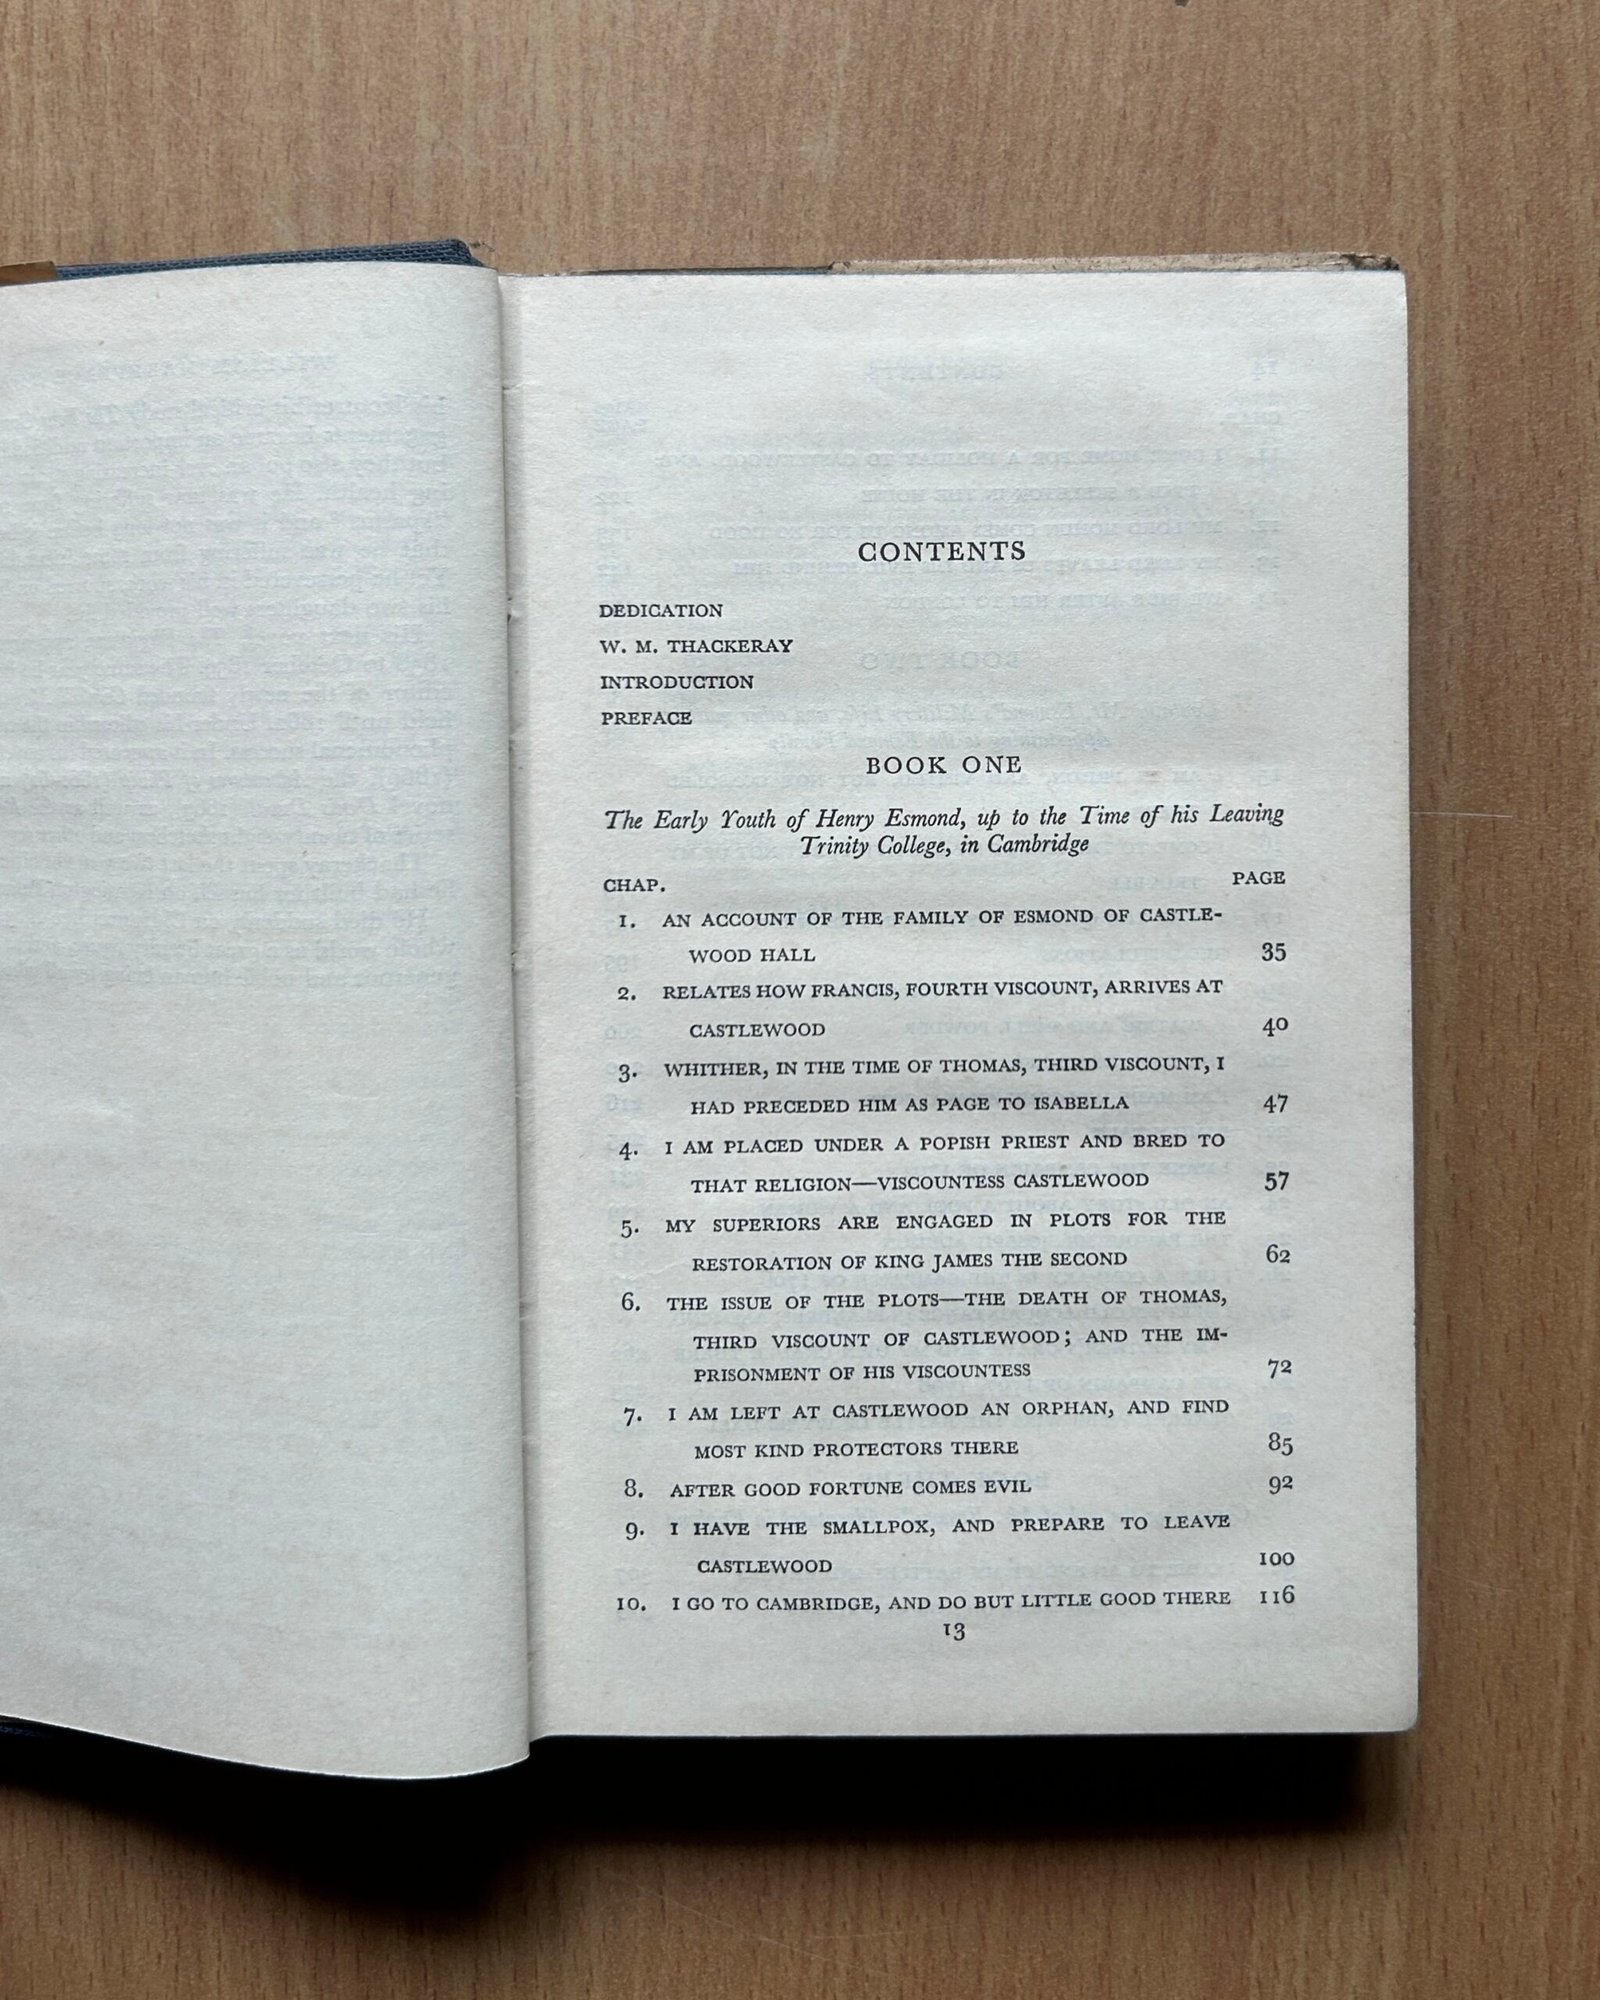 CONTENTS
DEDICATION
W. M. THACKERAY
INTRODUCTION
PREFACE
BOOK ONE
The Early Youth of Henry Esmond, up to the Time of his Leaving
Trinity College, in Cambridge
CHAP. PAGE
1. AN ACCOUNT OF THE FAMILY OF ESMOND OF CASTLE-
WOOD HALL 35
2. RELATES HOW FRANCIS, FOURTH VISCOUNT, ARRIVES AT
CASTLEWOOD 40
3. WHITHER, IN THE TIME OF THOMAS, THIRD VISCOUNT, I
HAD PRECEDED HIM AS PAGE TO ISABELLA 47
4. I AM PLACED UNDER A POPISH PRIEST AND BRED TO
THAT RELIGION—VISCOUNTESS CASTLEWOOD 57
5. MY SUPERIORS ARE ENGAGED IN PLOTS FOR THE
RESTORATION OF KING JAMES THE SECOND 62
6. THE ISSUE OF THE PLOTS—THE DEATH OF THOMAS,
THIRD VISCOUNT OF CASTLEWOOD; AND THE IM-
PRISONMENT OF HIS VISCOUNTESS 72
7. I AM LEFT AT CASTLEWOOD AN ORPHAN, AND FIND
MOST KIND PROTECTORS THERE 85
8. AFTER GOOD FORTUNE COMES EVIL 92
9. I HAVE THE SMALLPOX, AND PREPARE TO LEAVE
CASTLEWOOD 100
10. I GO TO CAMBRIDGE, AND DO BUT LITTLE GOOD THERE 116
13